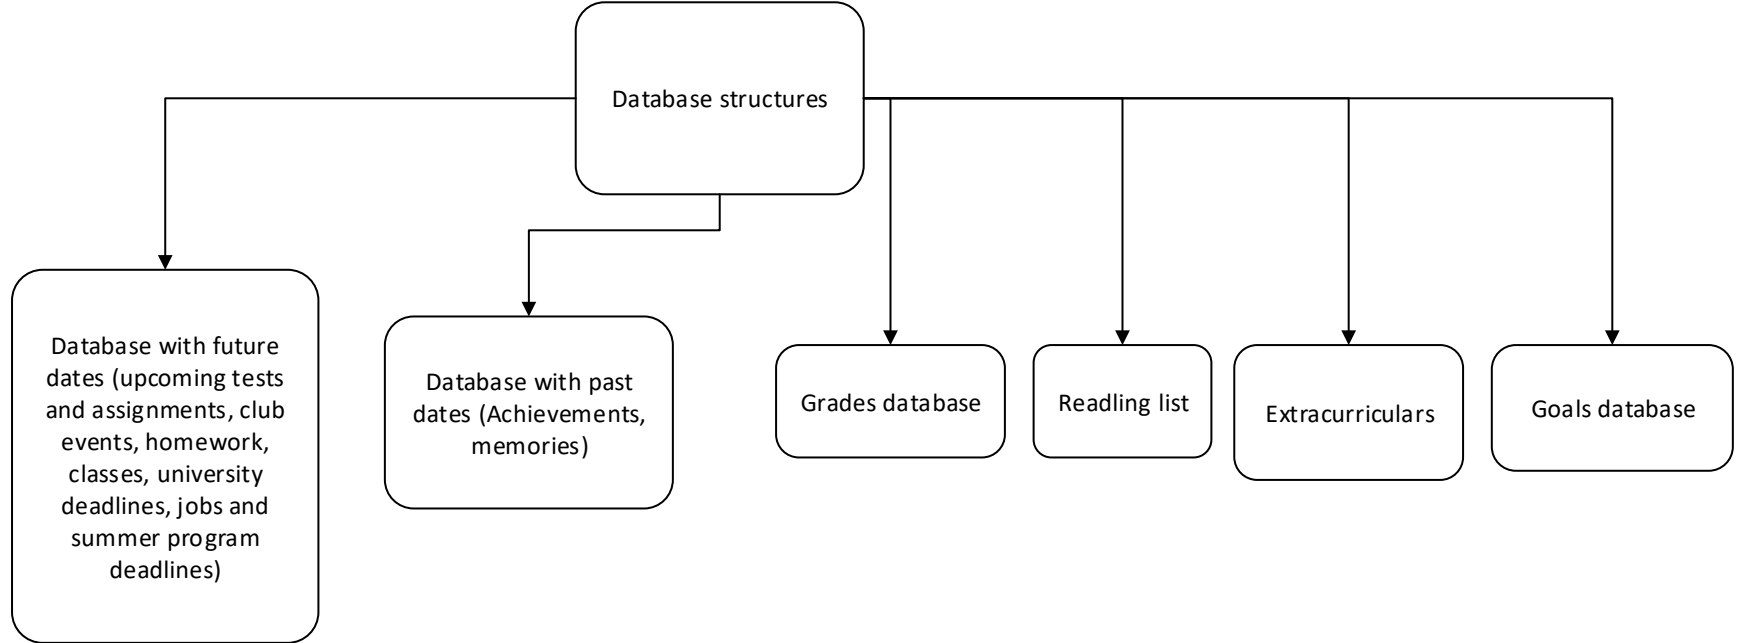 Database structures
Database with future
dates (upcoming tests
and assignments, club
events, homework,
classes, university
deadlines, jobs and
summer program
deadlines)
Database with past
dates (Achievements,
memories)
Grades database
Readling list
Extracurriculars
Goals database